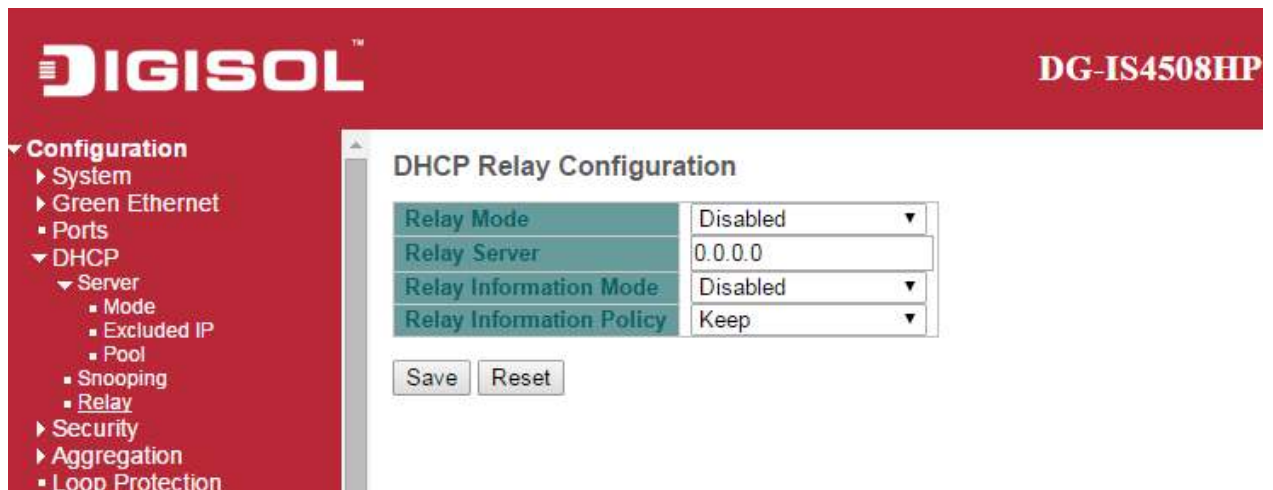 DIGISOL™
DG-IS4508HP
Configuration
System
Green Ethernet
Ports
DHCP
Server
Mode
Excluded IP
Pool
Snooping
Relay
Security
Aggregation
Loop Protection
DHCP Relay Configuration
Relay Mode Disabled
Relay Server 0.0.0.0
Relay Information Mode Disabled
Relay Information Policy Keep
Save Reset